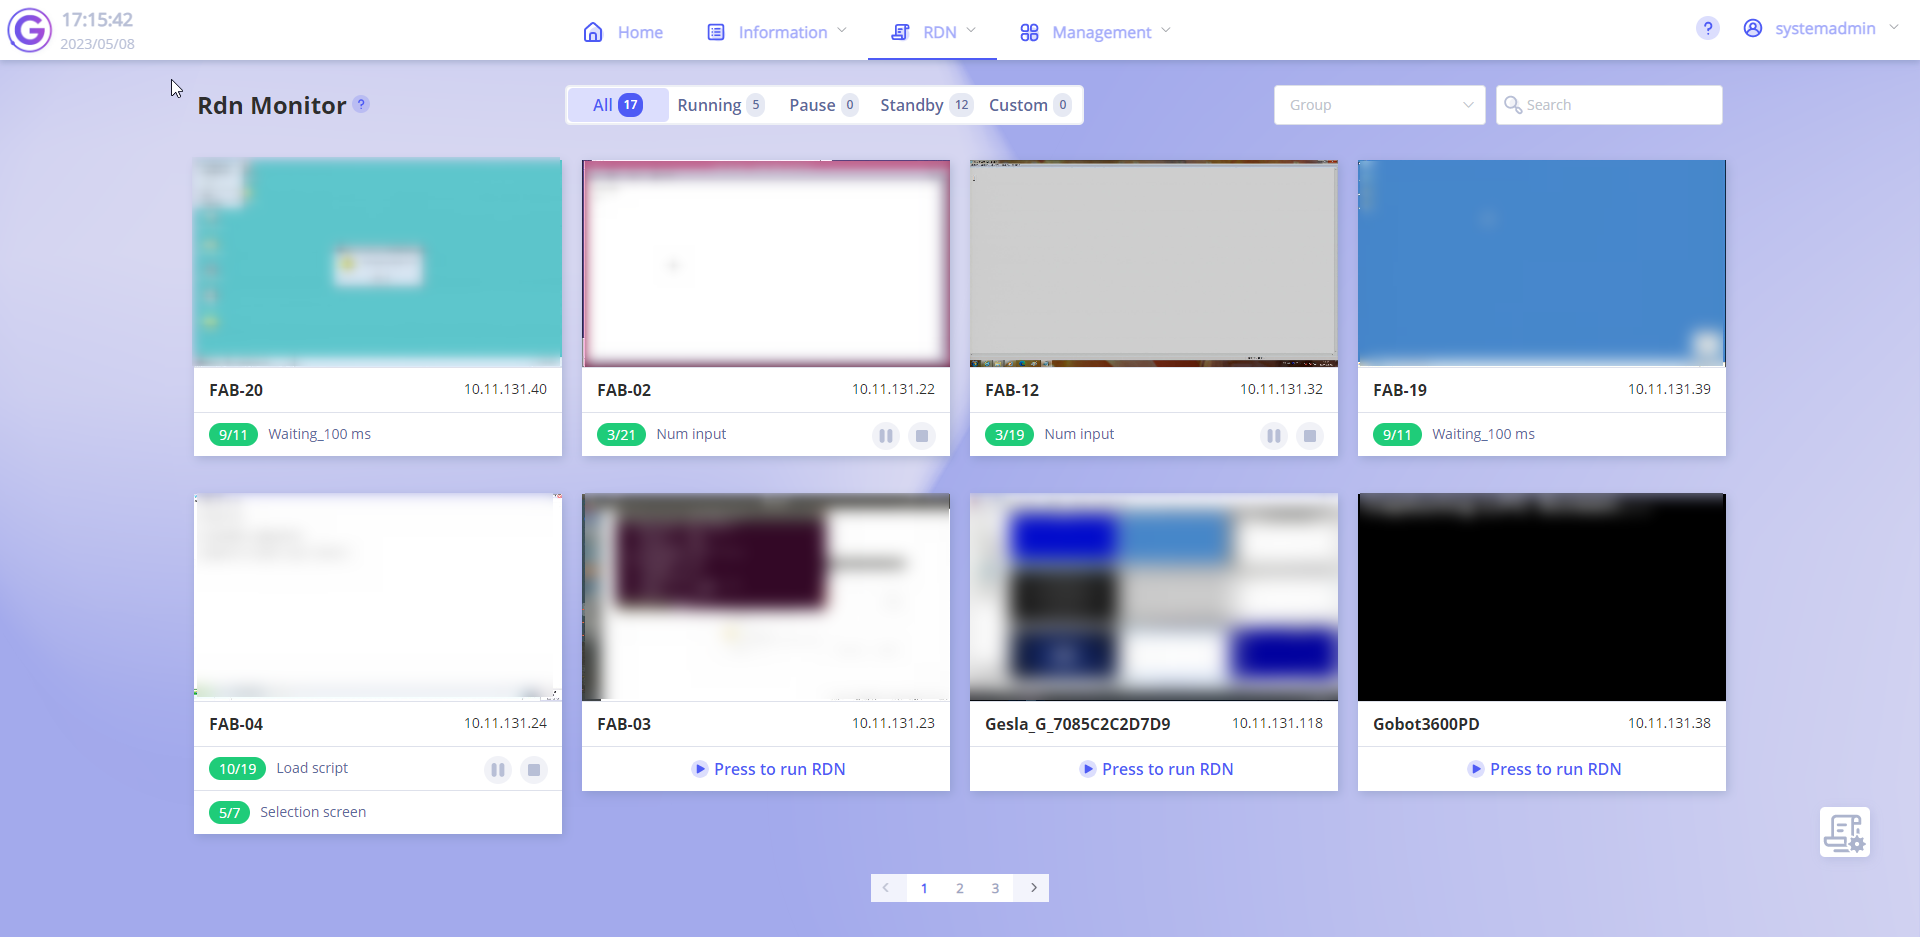 17:15:42
2023/05/08
Home
Information
RDN
Management
?
systemadmin
Rdn Monitor ?
All 17
Running 5
Pause 0
Standby 12
Custom 0
Group
Search
FAB-20 10.11.131.40
9/11 Waiting_100 ms
FAB-02 10.11.131.22
3/21 Num input
FAB-12 10.11.131.32
3/19 Num input
FAB-19 10.11.131.39
9/11 Waiting_100 ms
FAB-04 10.11.131.24
10/19 Load script
5/7 Selection screen
FAB-03 10.11.131.23
Press to run RDN
Gesla_G_7085C2C2D7D9 10.11.131.118
Press to run RDN
Gobot3600PD 10.11.131.38
Press to run RDN
1 2 3